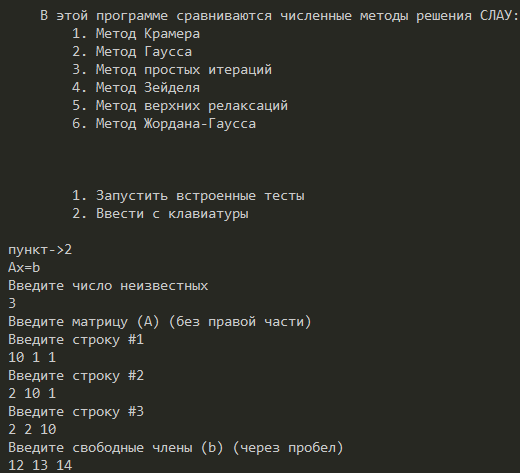 В этой программе сравниваются численные методы решения СЛАУ:
1. Метод Крамера
2. Метод Гаусса
3. Метод простых итераций
4. Метод Зейделя
5. Метод верхних релаксаций
6. Метод Жордана-Гаусса
1. Запустить встроенные тесты
2. Ввести с клавиатуры
пункт->2
Ax=b
Введите число неизвестных
3
Введите матрицу (A) (без правой части)
Введите строку #1
10 1 1
Введите строку #2
2 10 1
Введите строку #3
2 2 10
Введите свободные члены (b) (через пробел)
12 13 14